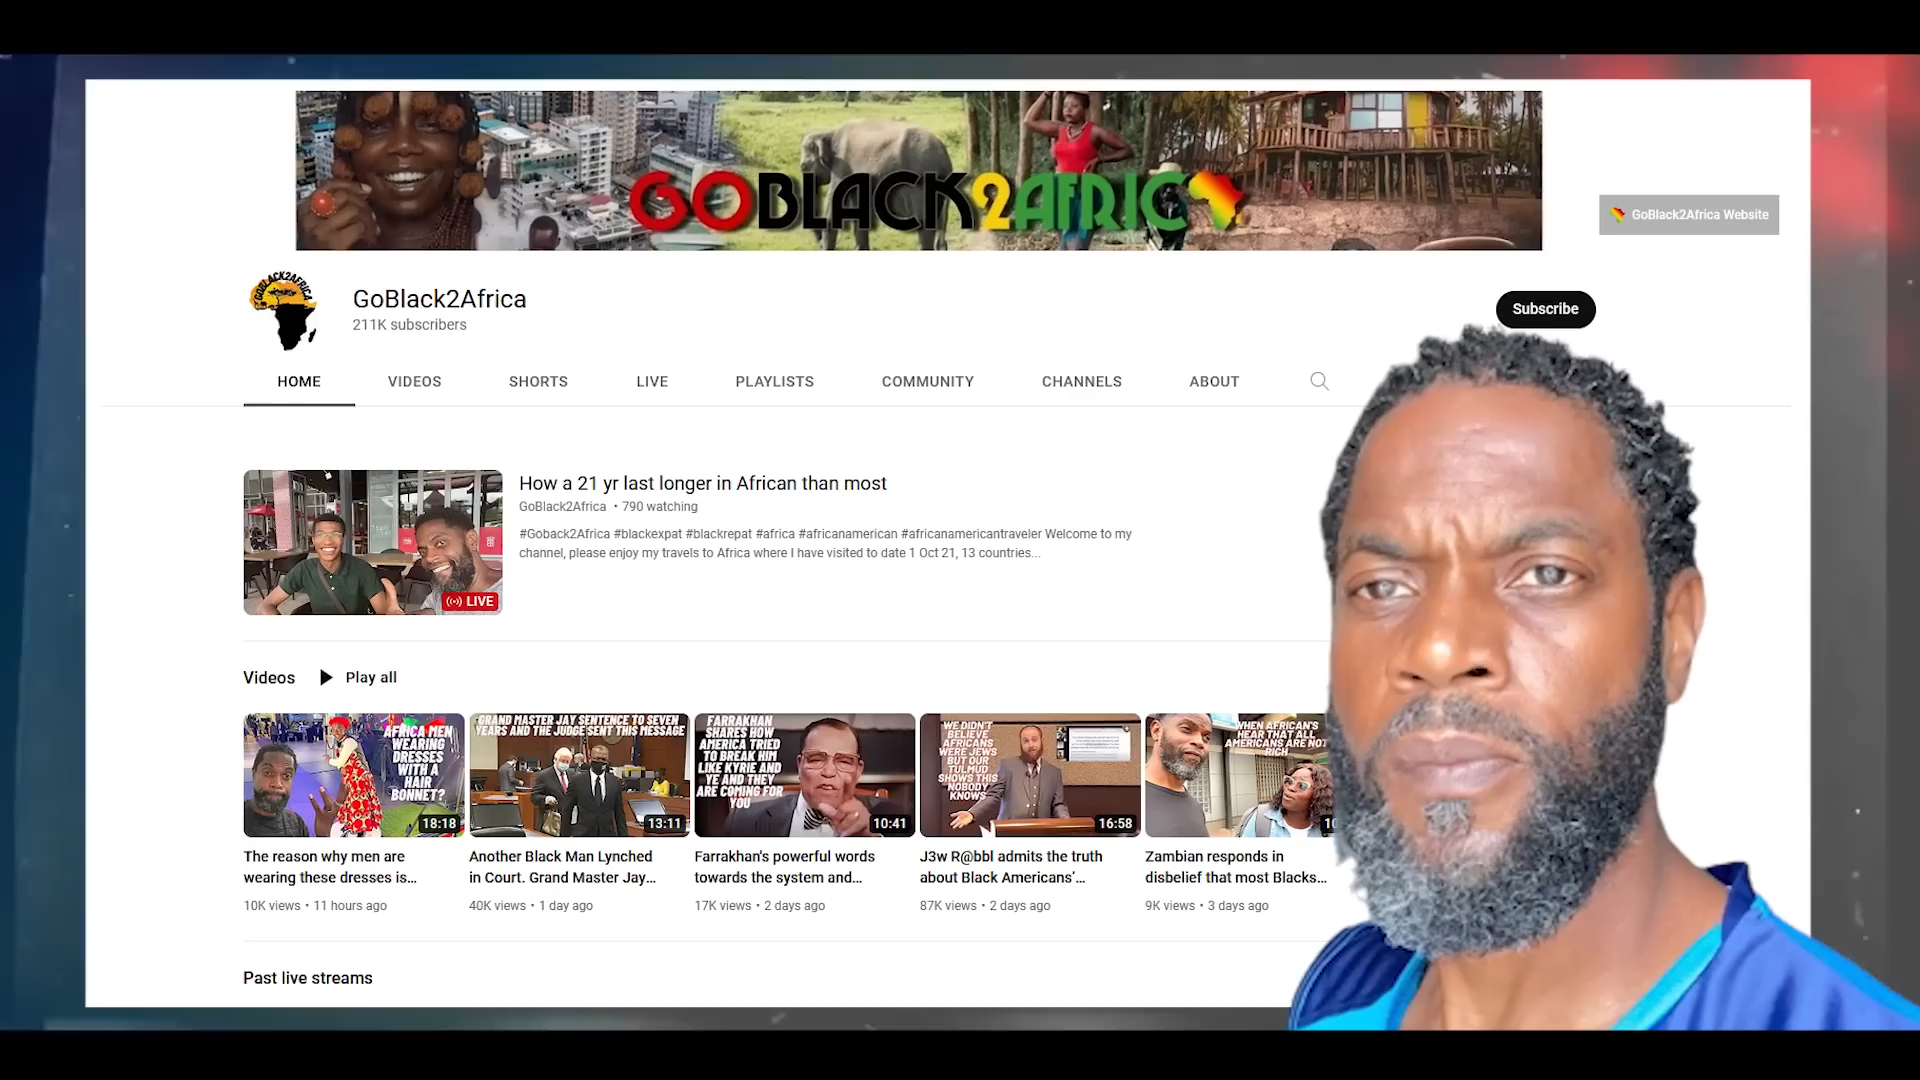 GOBLACK2AFRICA
GoBlack2Africa Website
GOBLACK2AFRICA
GoBlack2Africa
211K subscribers
Subscribe
HOME VIDEOS SHORTS LIVE PLAYLISTS COMMUNITY CHANNELS ABOUT
How a 21 yr last longer in African than most
GoBlack2Africa • 790 watching
#Goback2Africa #blackexpat #blackrepat #africa #africanamerican #africanamericantraveler Welcome to my
channel, please enjoy my travels to Africa where I have visited to date 1 Oct 21, 13 countries...
LIVE
Videos Play all
AFRICA MEN
WEARING
DRESSES
WITH A
HAIR
BONNET?
18:18
The reason why men are
wearing these dresses is...
10K views • 11 hours ago
GRAND MASTER JAY SENTENCE TO SEVEN
YEARS AND THE JUDGE SENT THIS MESSAGE
13:11
Another Black Man Lynched
in Court. Grand Master Jay...
40K views • 1 day ago
FARRAKHAN
SHARES HOW
AMERICA TRIED
TO BREAK HIM
LIKE KYRIE AND
YE AND THEY
ARE COMING FOR
YOU
10:41
Farrakhan's powerful words
towards the system and...
17K views • 2 days ago
WE DIDN'T
BELIEVE
AFRICANS
WERE JEWS
BUT OUR
TULMUD
SHOWS THIS
NOBODY
KNOWS
16:58
J3w R@bbl admits the truth
about Black Americans'...
87K views • 2 days ago
WHEN AFRICAN'S
HEAR THAT ALL
AMERICANS ARE NOT
RICH
10
Zambian responds in
disbelief that most Blacks...
9K views • 3 days ago
Past live streams